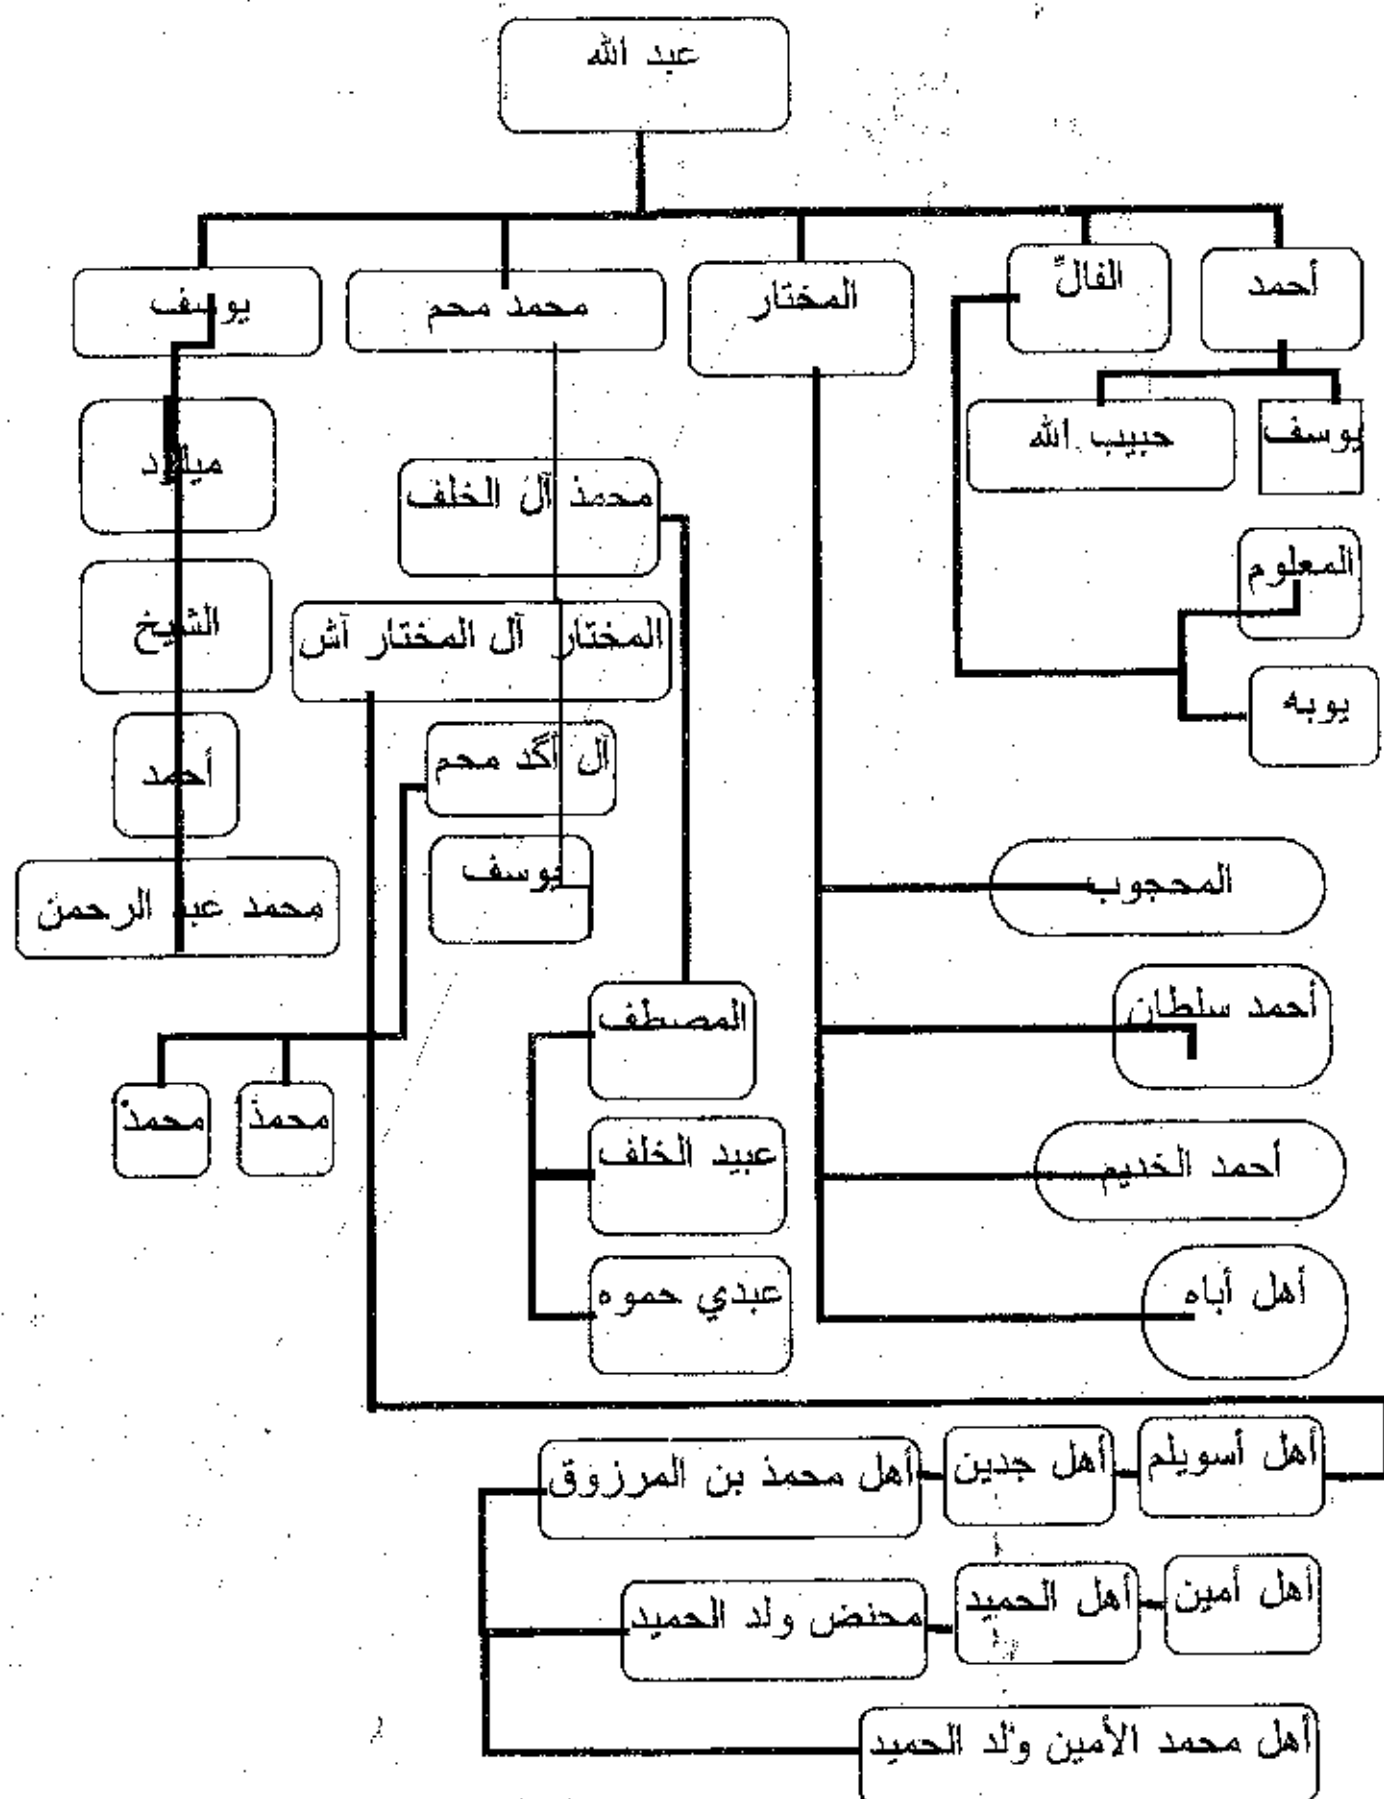 عبد الله
أحمد
الفالّ
المختار
محمد محم
يوسف
يوسف
حبيب الله
المعلوم
يوبه
المحجوب
أحمد سلطان
أحمد الخديم
أهل أباه
محمذ آل الخلف
المختار آل المختار آش
آل آگد محم
يوسف
المصطف
عبيد الخلف
عبدي حموه
محمذ
محمذ
ميلود
الشيخ
أحمد
محمد عبد الرحمن
أهل أسويلم
أهل جدين
أهل محمذ بن المرزوق
أهل أمين
أهل الحميد
محنض ولد الحميد
أهل محمد الأمين ولد الحميد